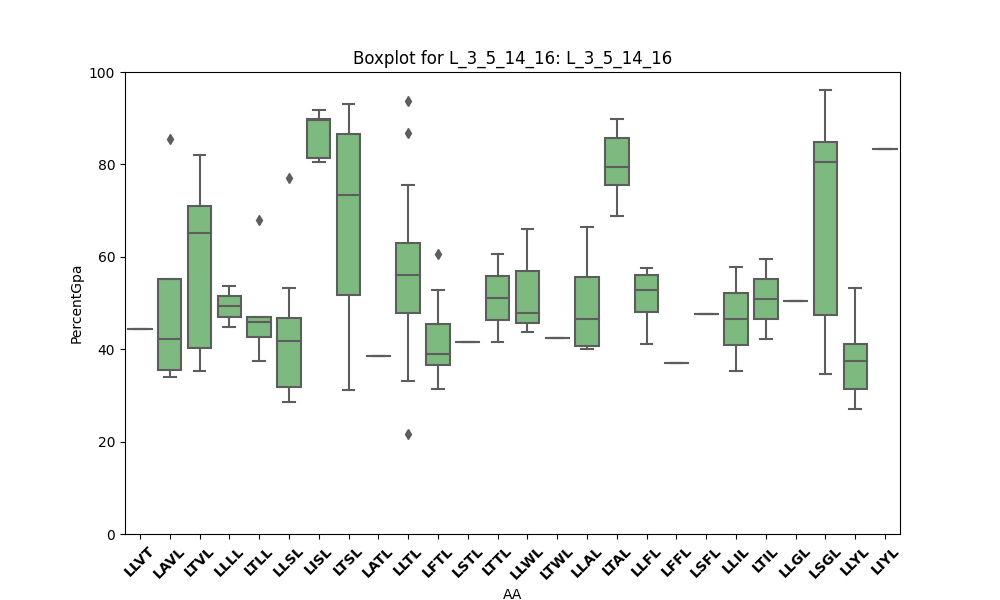 Boxplot for L_3_5_14_16: L_3_5_14_16
100
80
60
40
20
0
PercentGpa
LLVT LAVL LTVL LLLL LTLL LLSL LISL LTSL LATL LLTL LFTL LSTL LTTL LLWL LTWL LLAL LTAL LLFL LFFL LSFL LLIL LTIL LLGL LSGL LLYL LIYL
AA